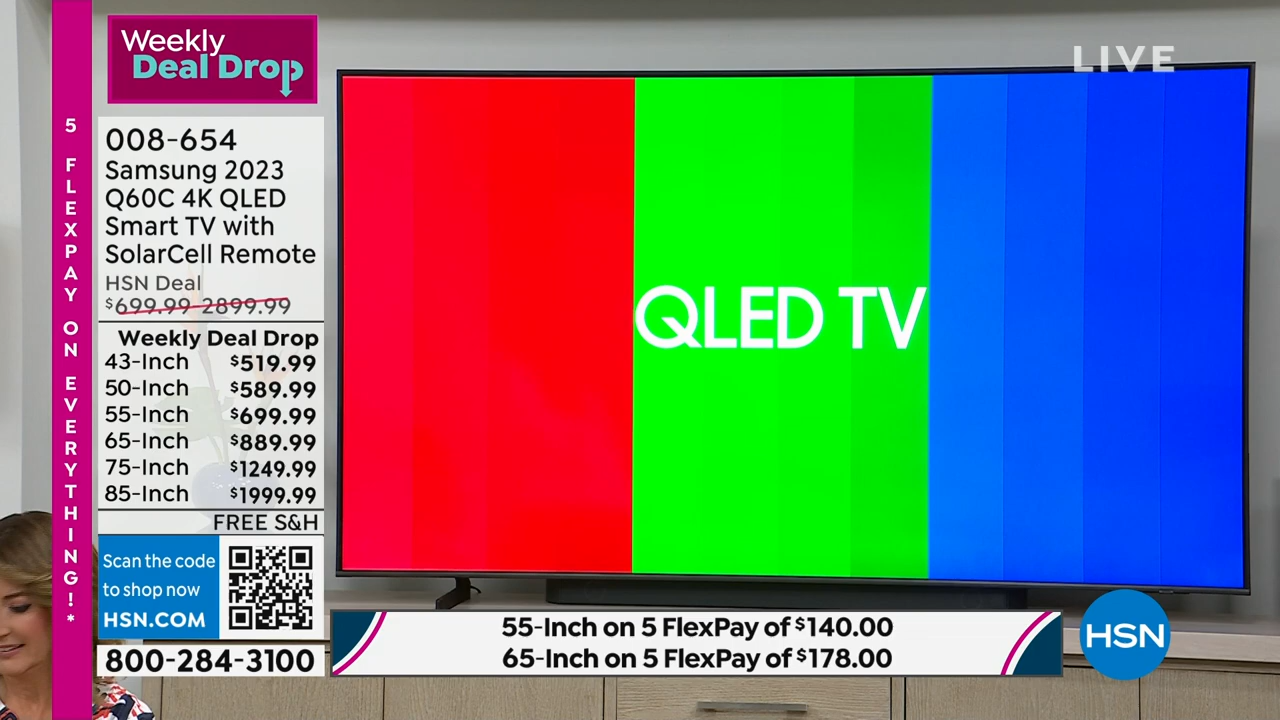 Weekly
Deal Drop
LIVE
5 FLEXPAY ON EVERYTHING!*
008-654
Samsung 2023
Q60C 4K QLED
Smart TV with
SolarCell Remote
HSN Deal
$699.99-2899.99
Weekly Deal Drop
43-Inch $519.99
50-Inch $589.99
55-Inch $699.99
65-Inch $889.99
75-Inch $1249.99
85-Inch $1999.99
FREE S&H
Scan the code
to shop now
HSN.COM
800-284-3100
QLED TV
55-Inch on 5 FlexPay of $140.00
65-Inch on 5 FlexPay of $178.00
HSN